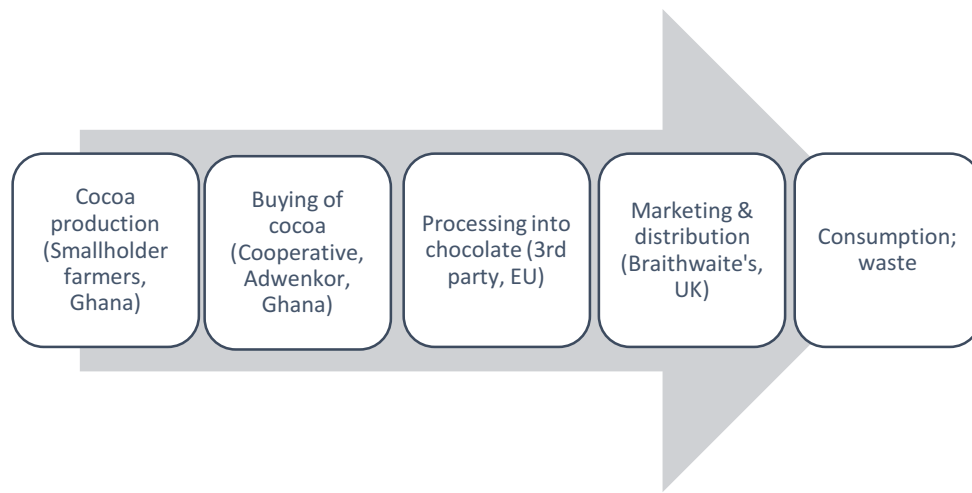 Cocoa
production
(Smallholder
farmers,
Ghana)
Buying of
cocoa
(Cooperative,
Adwenkor,
Ghana)
Processing into
chocolate (3rd
party, EU)
Marketing &
distribution
(Braithwaite's,
UK)
Consumption;
waste